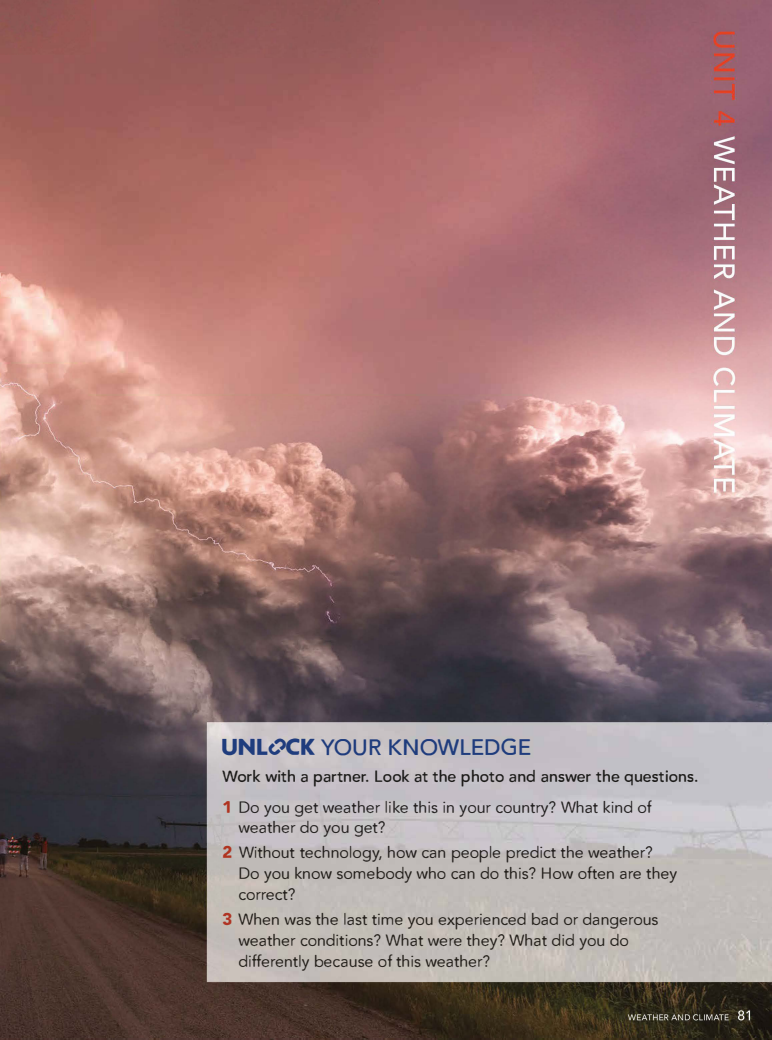 UNIT 4 WEATHER AND CLIMATE
UNLOCK YOUR KNOWLEDGE
Work with a partner. Look at the photo and answer the questions.
1 Do you get weather like this in your country? What kind of
weather do you get?
2 Without technology, how can people predict the weather?
Do you know somebody who can do this? How often are they
correct?
3 When was the last time you experienced bad or dangerous
weather conditions? What were they? What did you do
differently because of this weather?
WEATHER AND CLIMATE 81